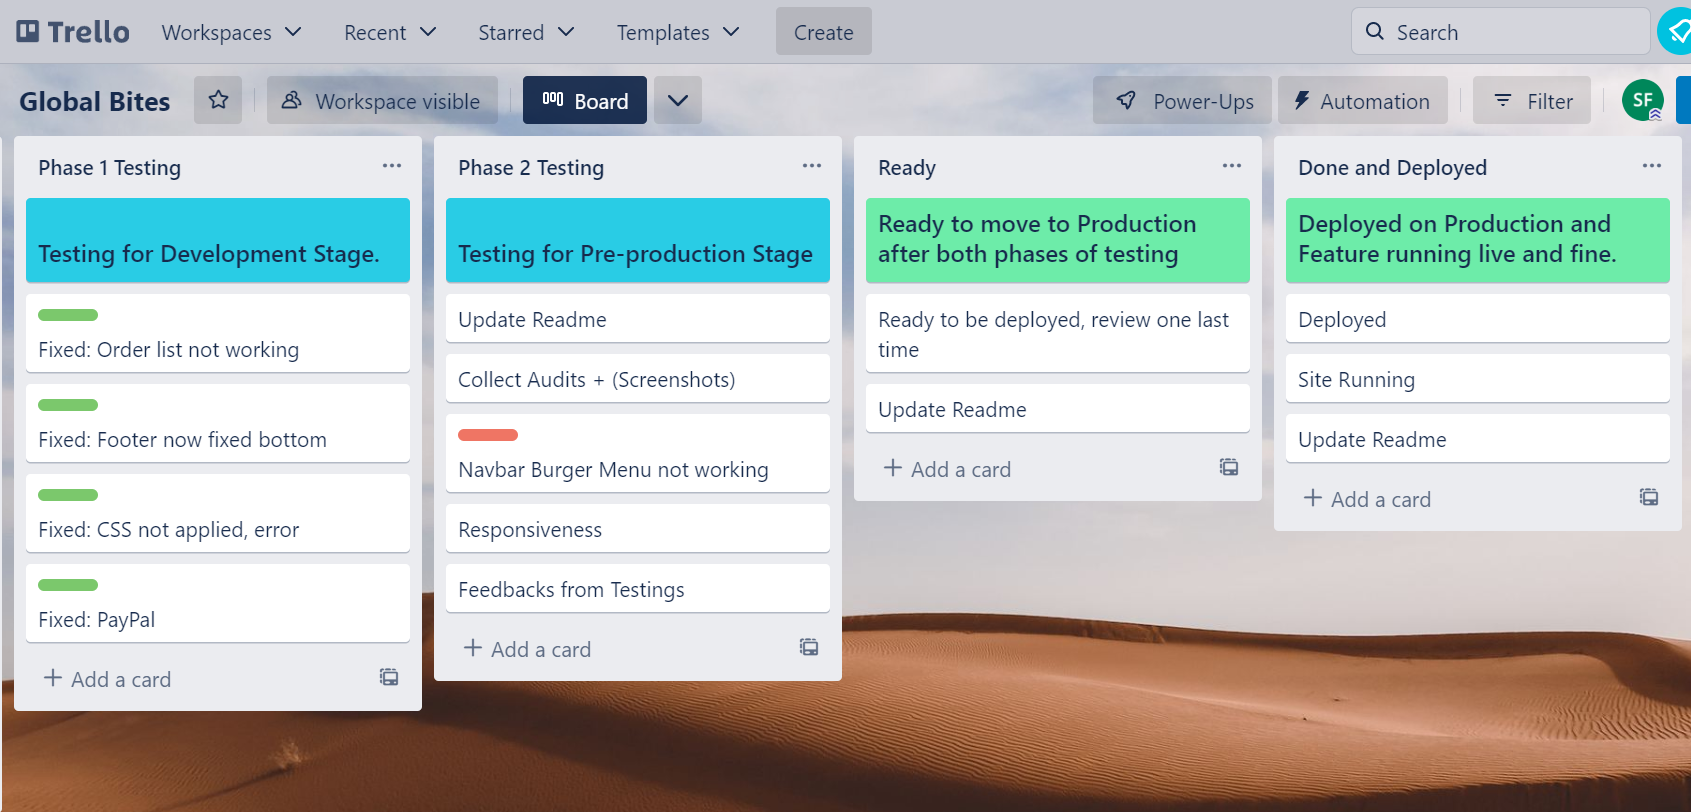 Trello
Workspaces
Recent
Starred
Templates
Create
Search
Global Bites
Workspace visible
Board
Power-Ups
Automation
Filter
SF
Phase 1 Testing
Testing for Development Stage.
Fixed: Order list not working
Fixed: Footer now fixed bottom
Fixed: CSS not applied, error
Fixed: PayPal
Add a card
Phase 2 Testing
Testing for Pre-production Stage
Update Readme
Collect Audits + (Screenshots)
Navbar Burger Menu not working
Responsiveness
Feedbacks from Testings
Add a card
Ready
Ready to move to Production
after both phases of testing
Ready to be deployed, review one last
time
Update Readme
Add a card
Done and Deployed
Deployed on Production and
Feature running live and fine.
Deployed
Site Running
Update Readme
Add a card